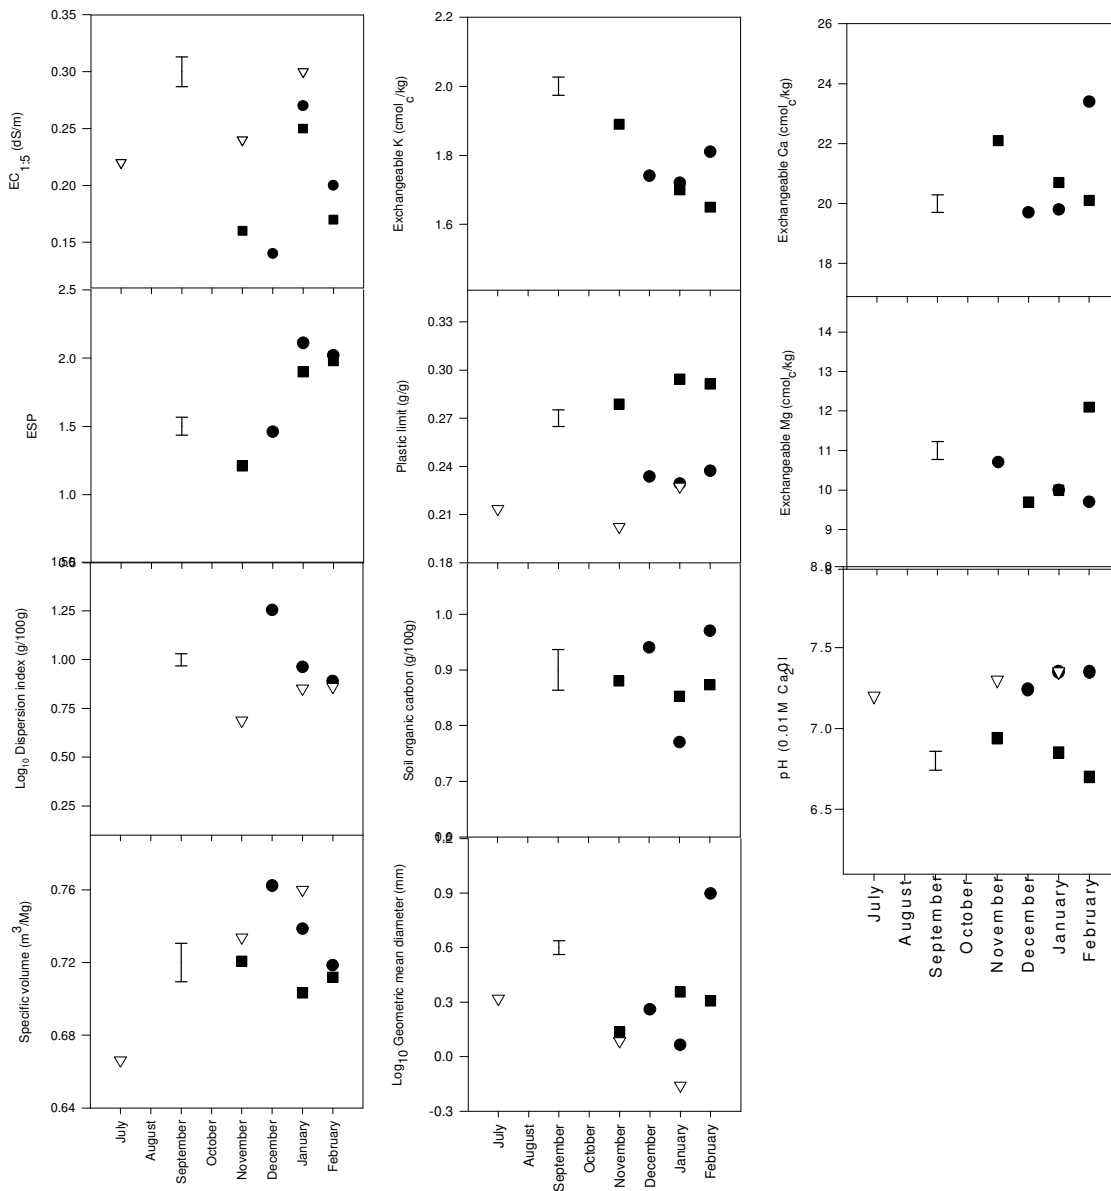 0.35
0.30
0.25
0.20
0.15
EC1:5 (dS/m)
2.5
2.0
1.5
1.0
0.5
ESP
1.50
1.25
1.00
0.75
0.50
0.25
Log10 Dispersion index (g/100g)
0.76
0.72
0.68
0.64
Specific volume (m3/Mg)
July
August
September
October
November
December
January
February
2.2
2.0
1.8
1.6
Exchangeable K (cmolc/kg)
0.33
0.30
0.27
0.24
0.21
0.18
Plastic limit (g/g)
1.0
0.9
0.8
0.7
0.6
Soil organic carbon (g/100g)
1.2
0.9
0.6
0.3
0.0
-0.3
Log10 Geometric mean diameter (mm)
July
August
September
October
November
December
January
February
26
24
22
20
18
Exchangeable Ca (cmolc/kg)
14
13
12
11
10
9
8
Exchangeable Mg (cmolc/kg)
8.0
7.5
7.0
6.5
pH (0.01M CaCl2)
July
August
September
October
November
December
January
February